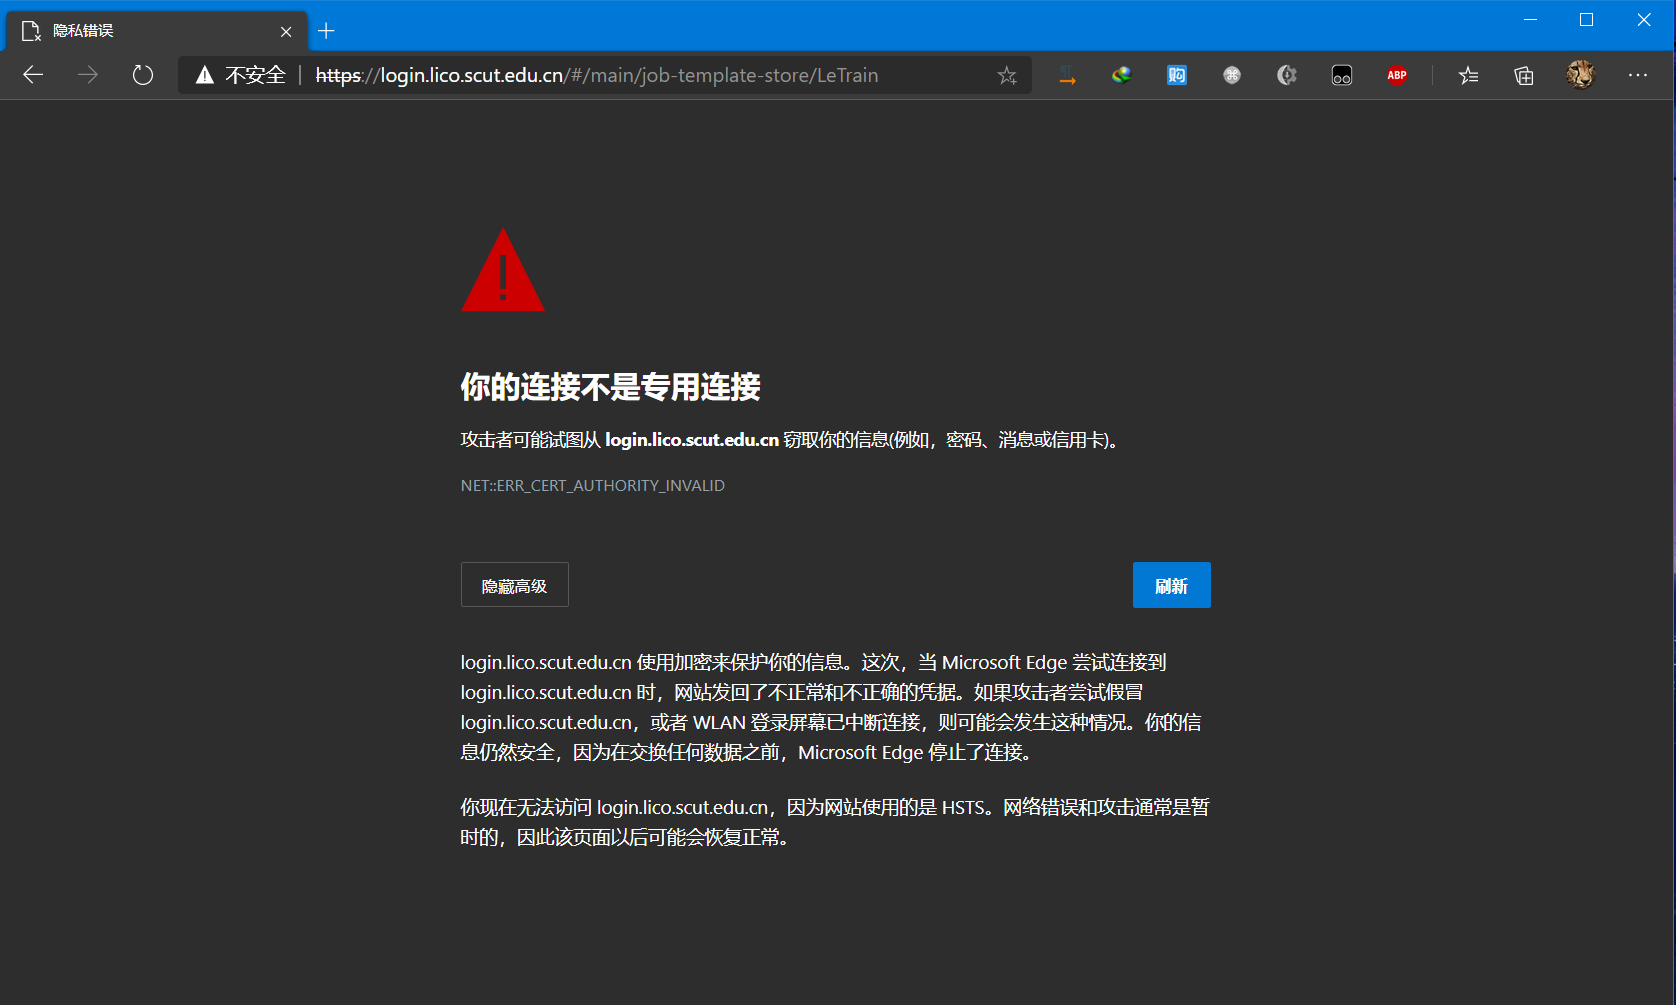 隐私错误
不安全 | https://login.lico.scut.edu.cn/#/main/job-template-store/LeTrain
购
ABP
你的连接不是专用连接
攻击者可能试图从 login.lico.scut.edu.cn 窃取你的信息(例如，密码、消息或信用卡)。
NET::ERR_CERT_AUTHORITY_INVALID
隐藏高级
刷新
login.lico.scut.edu.cn 使用加密来保护你的信息。这次，当 Microsoft Edge 尝试连接到
login.lico.scut.edu.cn 时，网站发回了不正常和不正确的凭据。如果攻击者尝试假冒
login.lico.scut.edu.cn，或者 WLAN 登录屏幕已中断连接，则可能会发生这种情况。你的信
息仍然安全，因为在交换任何数据之前，Microsoft Edge 停止了连接。
你现在无法访问 login.lico.scut.edu.cn，因为网站使用的是 HSTS。网络错误和攻击通常是暂
时的，因此该页面以后可能会恢复正常。